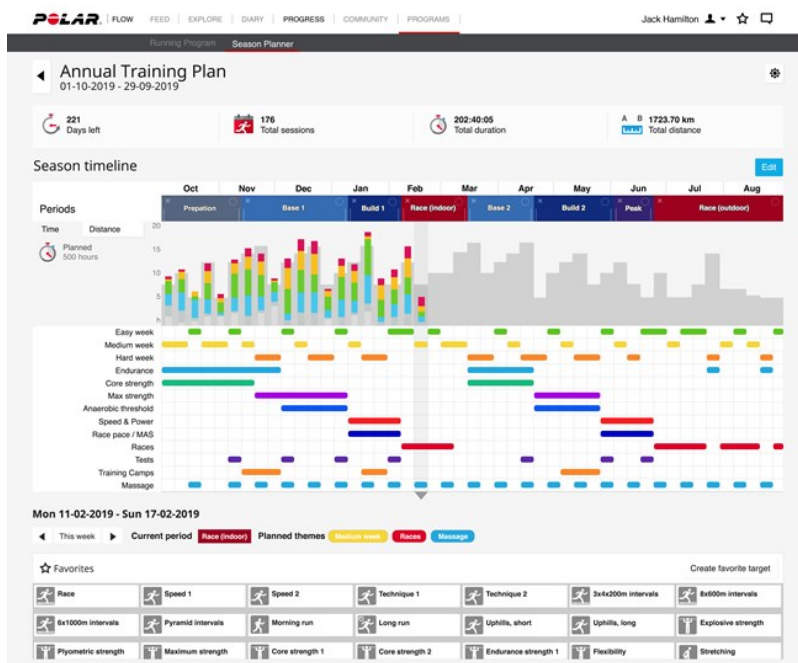 POLAR. FLOW FEED EXPLORE DIARY PROGRESS COMMUNITY PROGRAMS Jack Hamilton
Running Program Season Planner
Annual Training Plan
01-10-2019 - 29-09-2019
221 176 202:40:05 A B 1723.70 km
Days left Total sessions Total duration Total distance
Season timeline Edit
Oct Nov Dec Jan Feb Mar Apr May Jun Jul Aug
Periods Prepation Base 1 Build 1 Race (indoor) Base 2 Build 2 Peak Race (outdoor)
Time Distance 20
Planned
500 hours
15
10
5
h
Easy week
Medium week
Hard week
Endurance
Core strength
Max strength
Anaerobic threshold
Speed & Power
Race pace / MAS
Races
Tests
Training Camps
Massage
Mon 11-02-2019 - Sun 17-02-2019
This week Current period Race (indoor) Planned themes Medium week Races Massage
Favorites Create favorite target
Race Speed 1 Speed 2 Technique 1 Technique 2 3x4x200m intervals 8x600m intervals
6x1000m intervals Pyramid intervals Morning run Long run Uphills, short Uphills, long Explosive strength
Plyometric strength Maximum strength Core strength 1 Core strength 2 Endurance strength 1 Flexibility Stretching